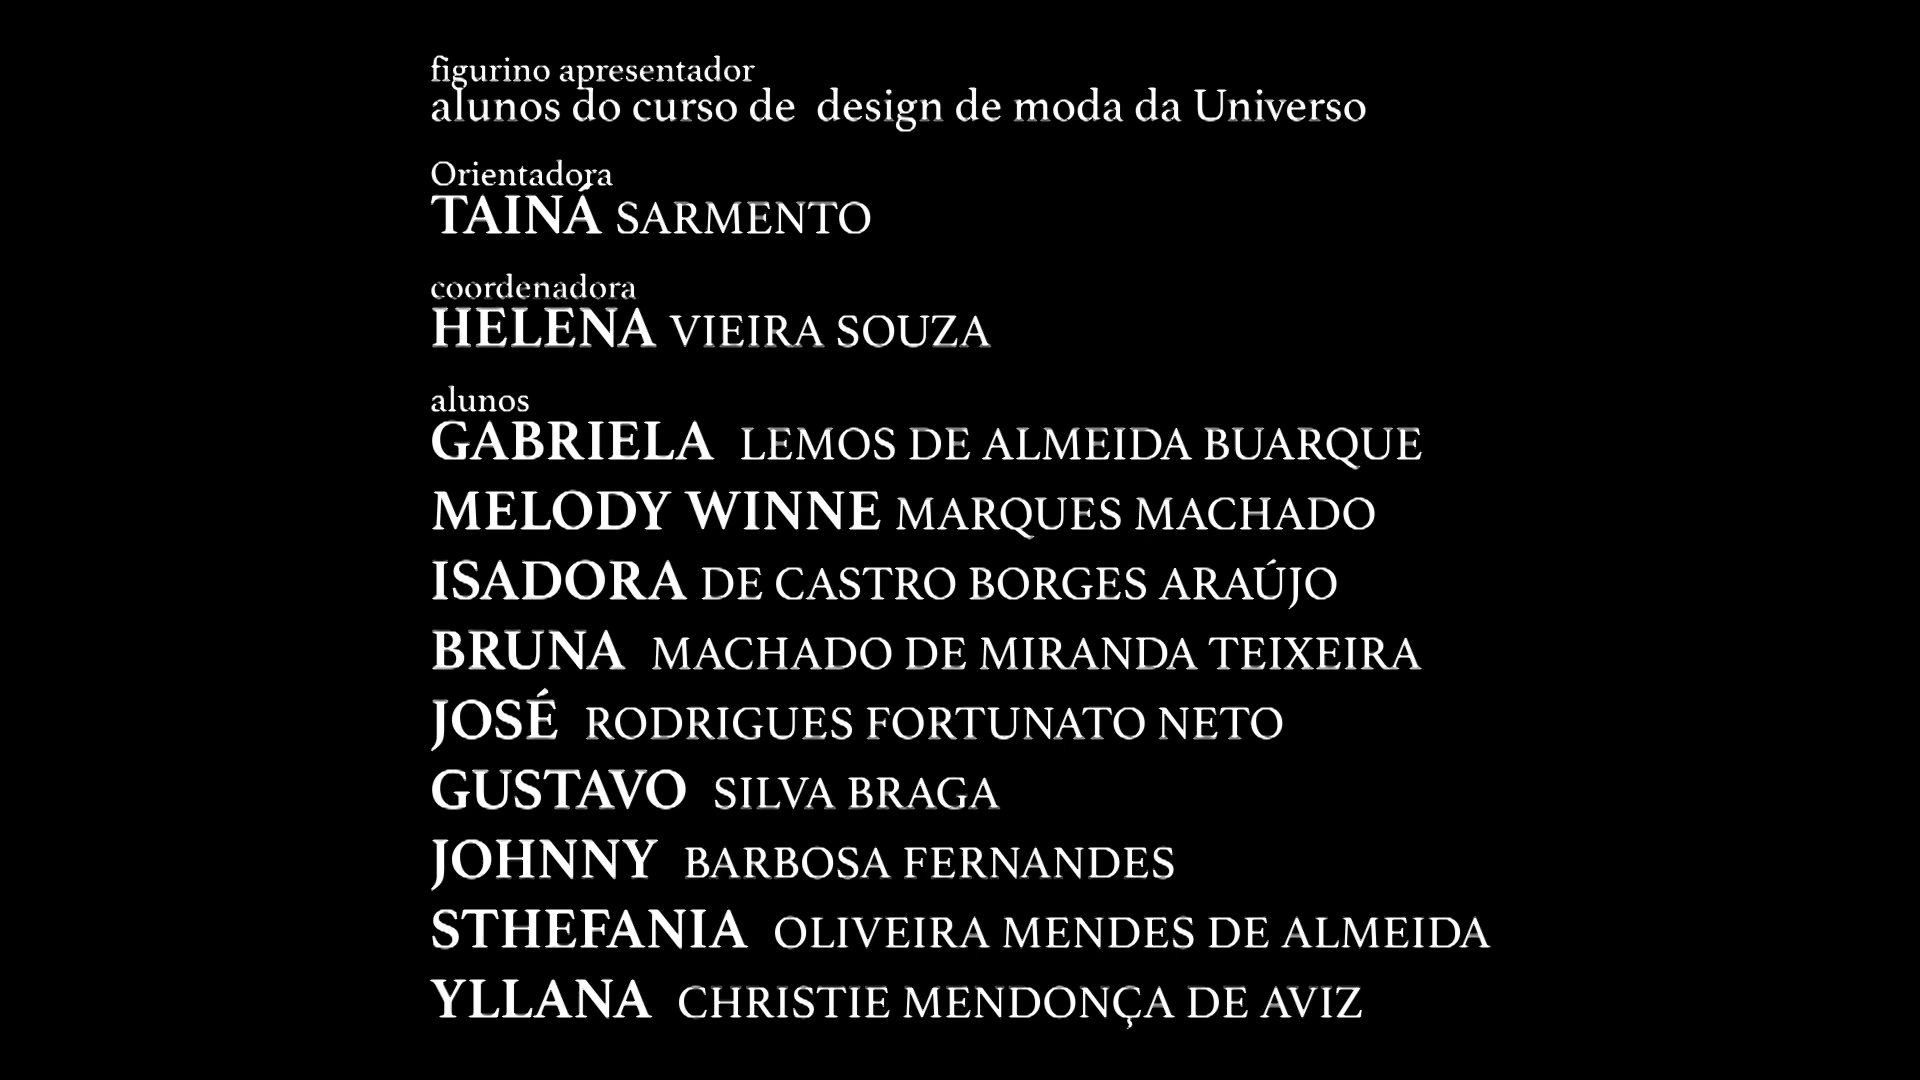 figurino apresentador
alunos do curso de design de moda da Universo
Orientadora
TAINÁ SARMENTO
coordenadora
HELENA VIEIRA SOUZA
alunos
GABRIELA LEMOS DE ALMEIDA BUARQUE
MELODY WINNE MARQUES MACHADO
ISADORA DE CASTRO BORGES ARAÚJO
BRUNA MACHADO DE MIRANDA TEIXEIRA
JOSÉ RODRIGUES FORTUNATO NETO
GUSTAVO SILVA BRAGA
JOHNNY BARBOSA FERNANDES
STHEFANIA OLIVEIRA MENDES DE ALMEIDA
YLLANA CHRISTIE MENDONÇA DE AVIZ